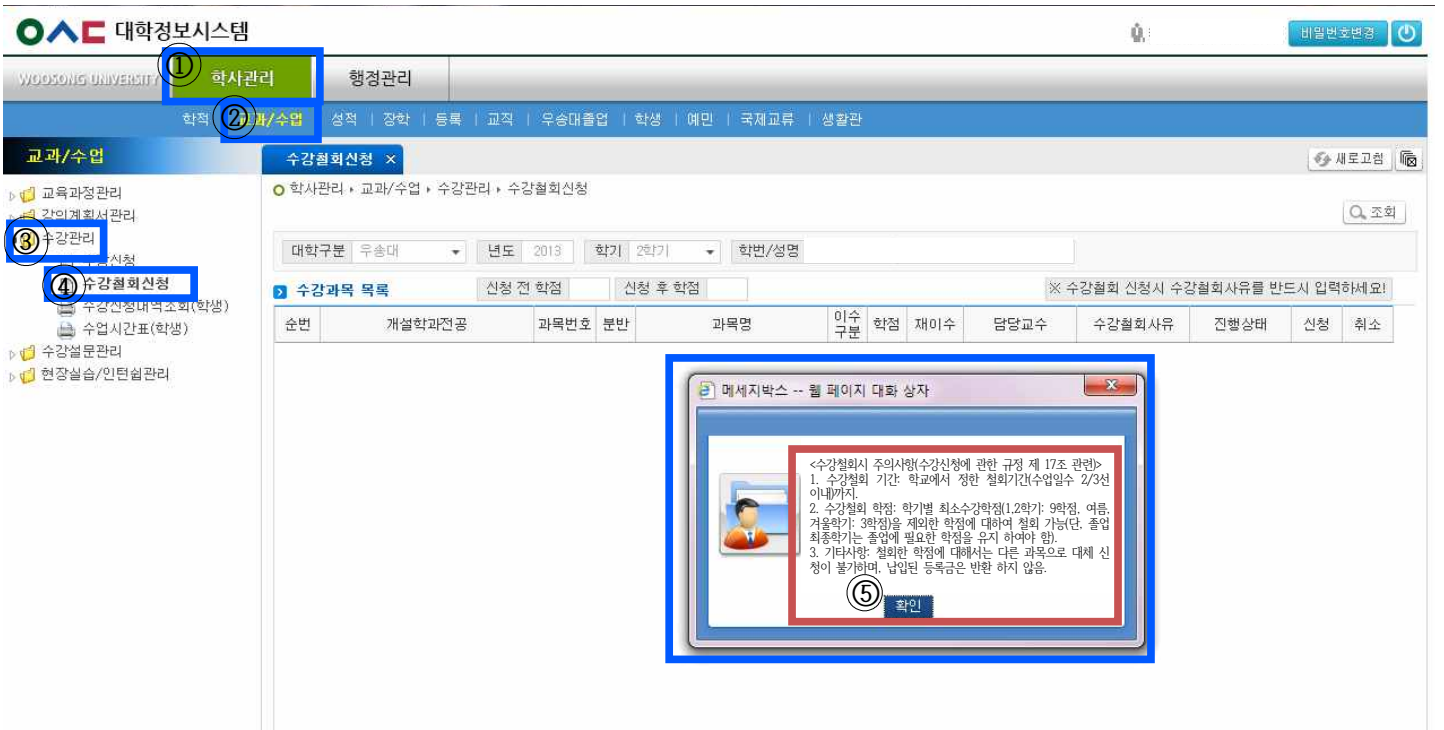 대학정보시스템
비밀번호변경
WOOSONG UNIVERSITY ① 학사관리 행정관리
학적 ② 교과/수업 성적 | 장학 | 등록 | 교직 | 우송대졸업 | 학생 | 예민 | 국제교류 | 생활관
교과/수업
수강철회신청 ×
새로고침
교육과정관리
강의계획서관리
③ 수강관리
수강신청
④ 수강철회신청
수강신청내역조회(학생)
수업시간표(학생)
수강설문관리
현장실습/인턴쉽관리
학사관리 › 교과/수업 › 수강관리 › 수강철회신청
조회
대학구분 우송대 년도 2013 학기 2학기 학번/성명
수강과목 목록 신청 전 학점 신청 후 학점 ※ 수강철회 신청시 수강철회사유를 반드시 입력하세요!
순번 개설학과전공 과목번호 분반 과목명 이수구분 학점 재이수 담당교수 수강철회사유 진행상태 신청 취소
메세지박스 -- 웹 페이지 대화 상자
<수강철회시 주의사항(수강신청에 관한 규정 제 17조 관련)>
1. 수강철회 기간: 학교에서 정한 철회기간(수업일수 2/3선
이내)까지.
2. 수강철회 학점: 학기별 최소수강학점(1,2학기: 9학점, 여름,
겨울학기: 3학점)을 제외한 학점에 대하여 철회 가능(단, 졸업
최종학기는 졸업에 필요한 학점을 유지 하여야 함).
3. 기타사항: 철회한 학점에 대해서는 다른 과목으로 대체 신
청이 불가하며, 납입된 등록금은 반환 하지 않음.
⑤ 확인